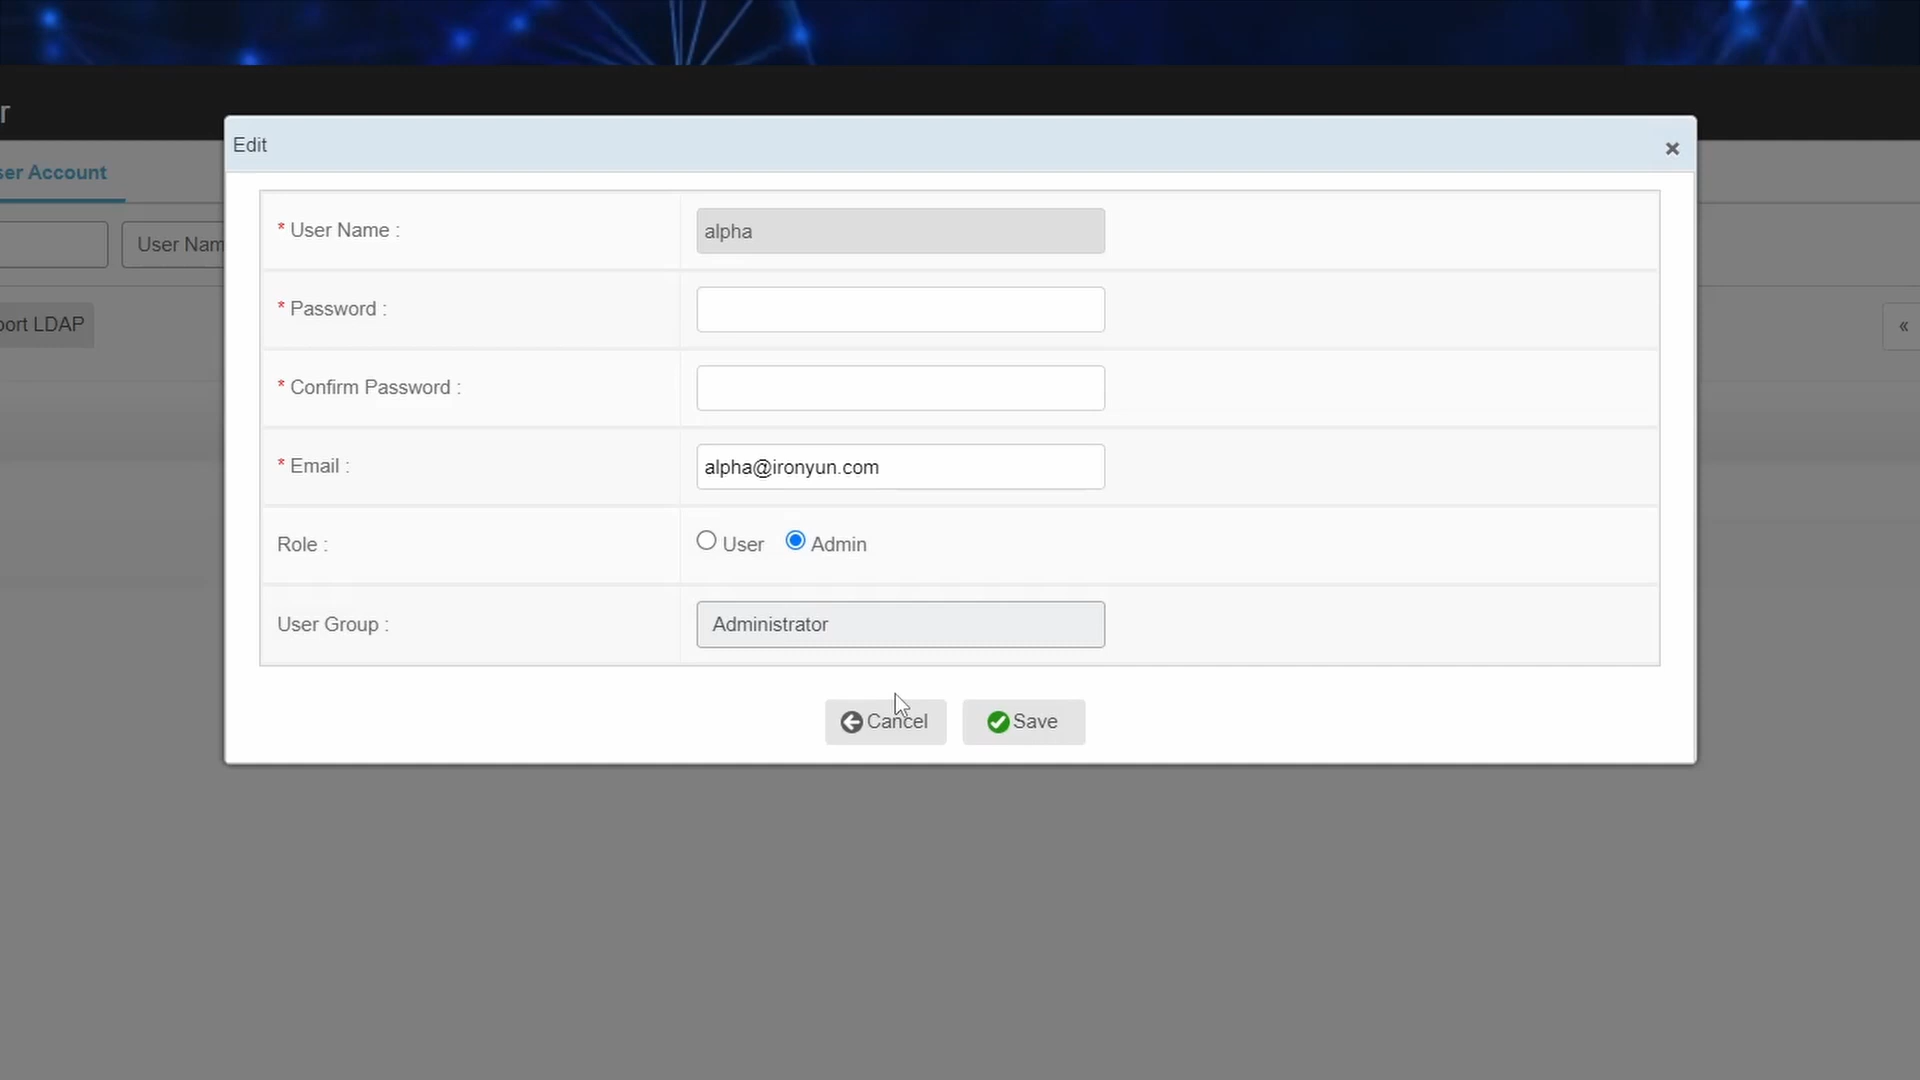 r
Edit
×
ser Account
* User Name :
alpha
User Nam
* Password :
port LDAP
«
* Confirm Password :
* Email :
alpha@ironyun.com
Role :
User
Admin
User Group :
Administrator
Cancel
Save